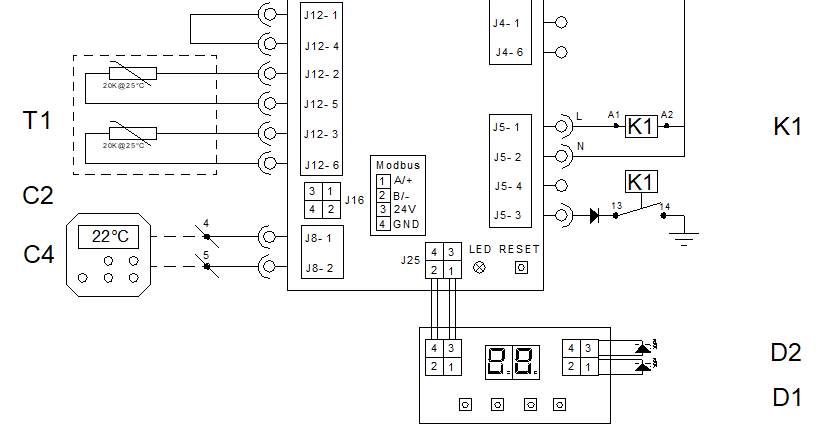 J12- 1
J12- 4
J12- 2
20K@25°C
J12- 5
J12- 3
20K@25°C
J12- 6
T1
C2
C4
22°C
4
5
3 1
4 2
J16
J8- 1
J8- 2
Modbus
1 A/+
2 B/-
3 24V
4 GND
J4- 1
J4- 6
J5- 1
J5- 2
J5- 4
J5- 3
L
N
A1
K1
A2
K1
13
14
K1
J25
4 3
2 1
LED RESET
4 3
2 1
4 3
2 1
D2
D1